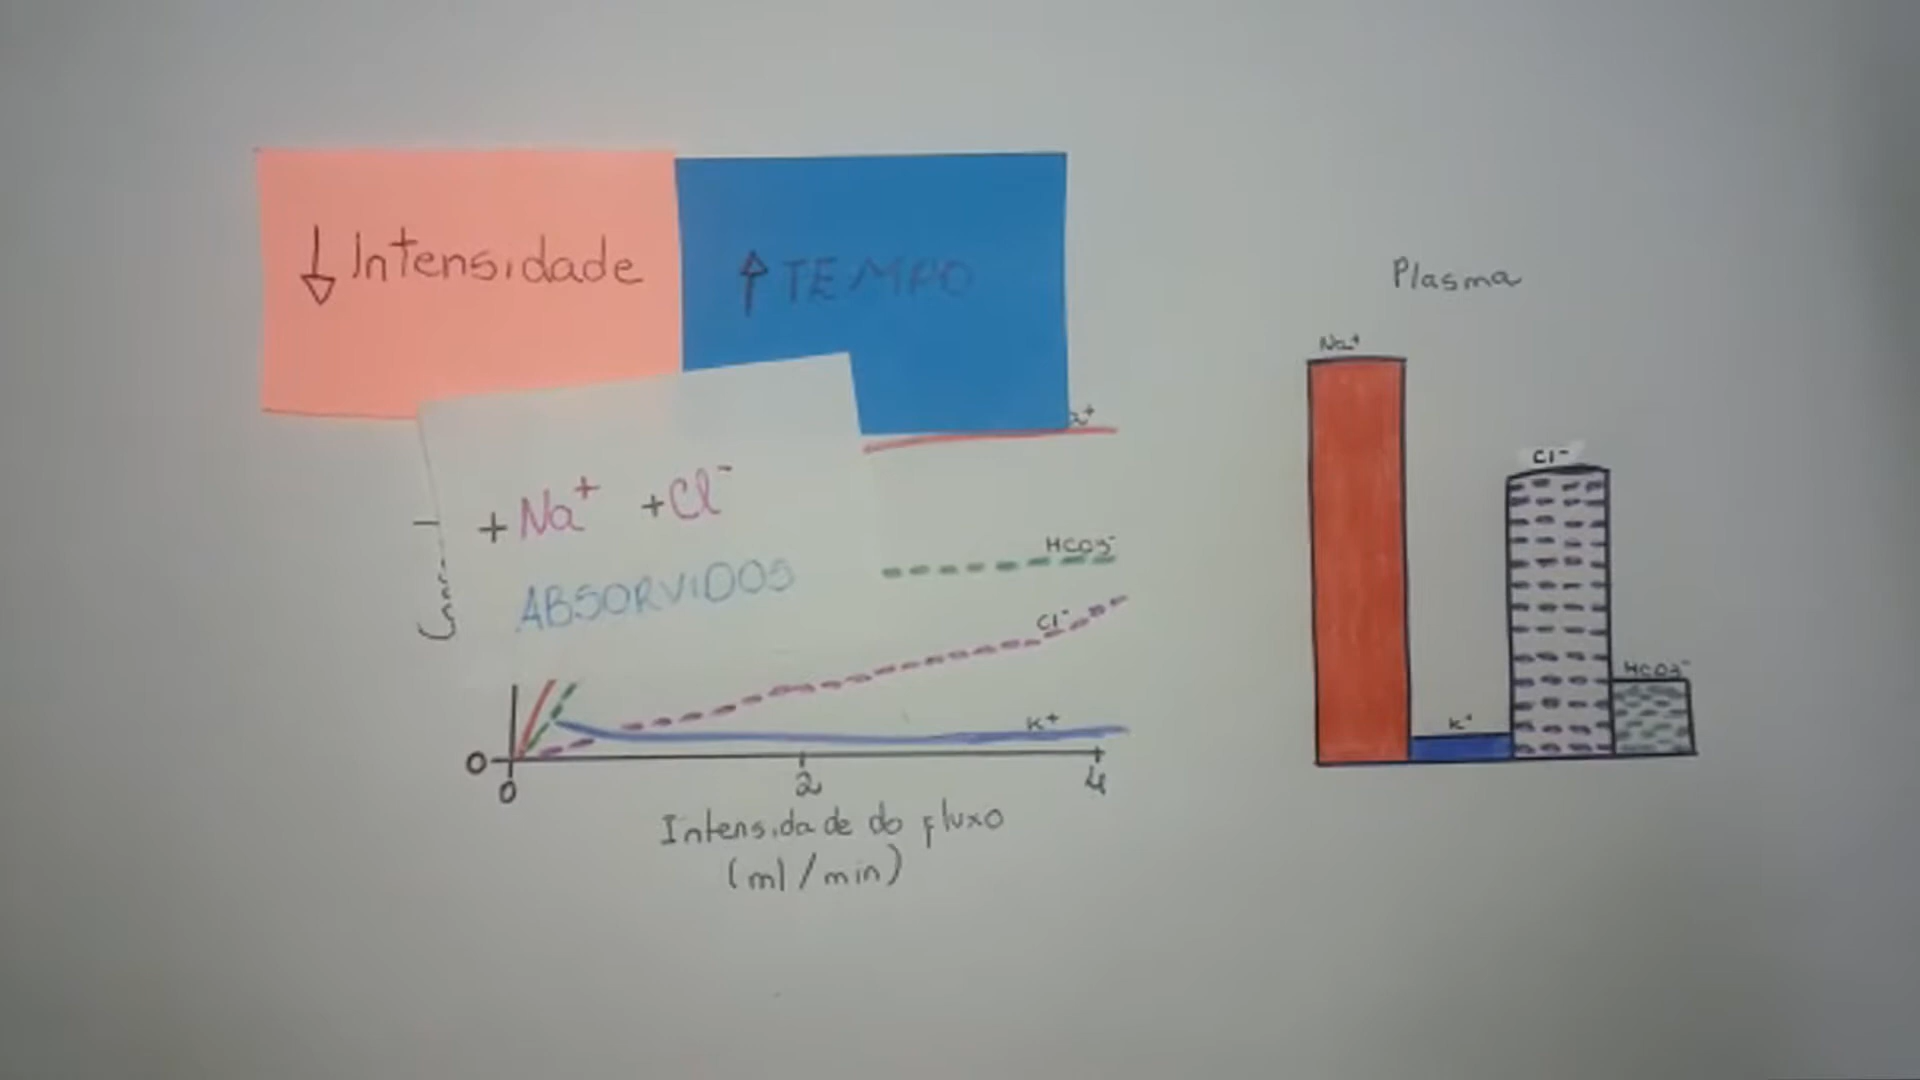 ↓ Intensidade
↑ TEMPO
+ Na⁺ + Cl⁻
ABSORVIDOS
HCO3⁻
Cl⁻
K⁺
0
0 2 4
Intensidade do fluxo
(ml/min)
Plasma
Na⁺
Cl⁻
HCO3⁻
K⁺